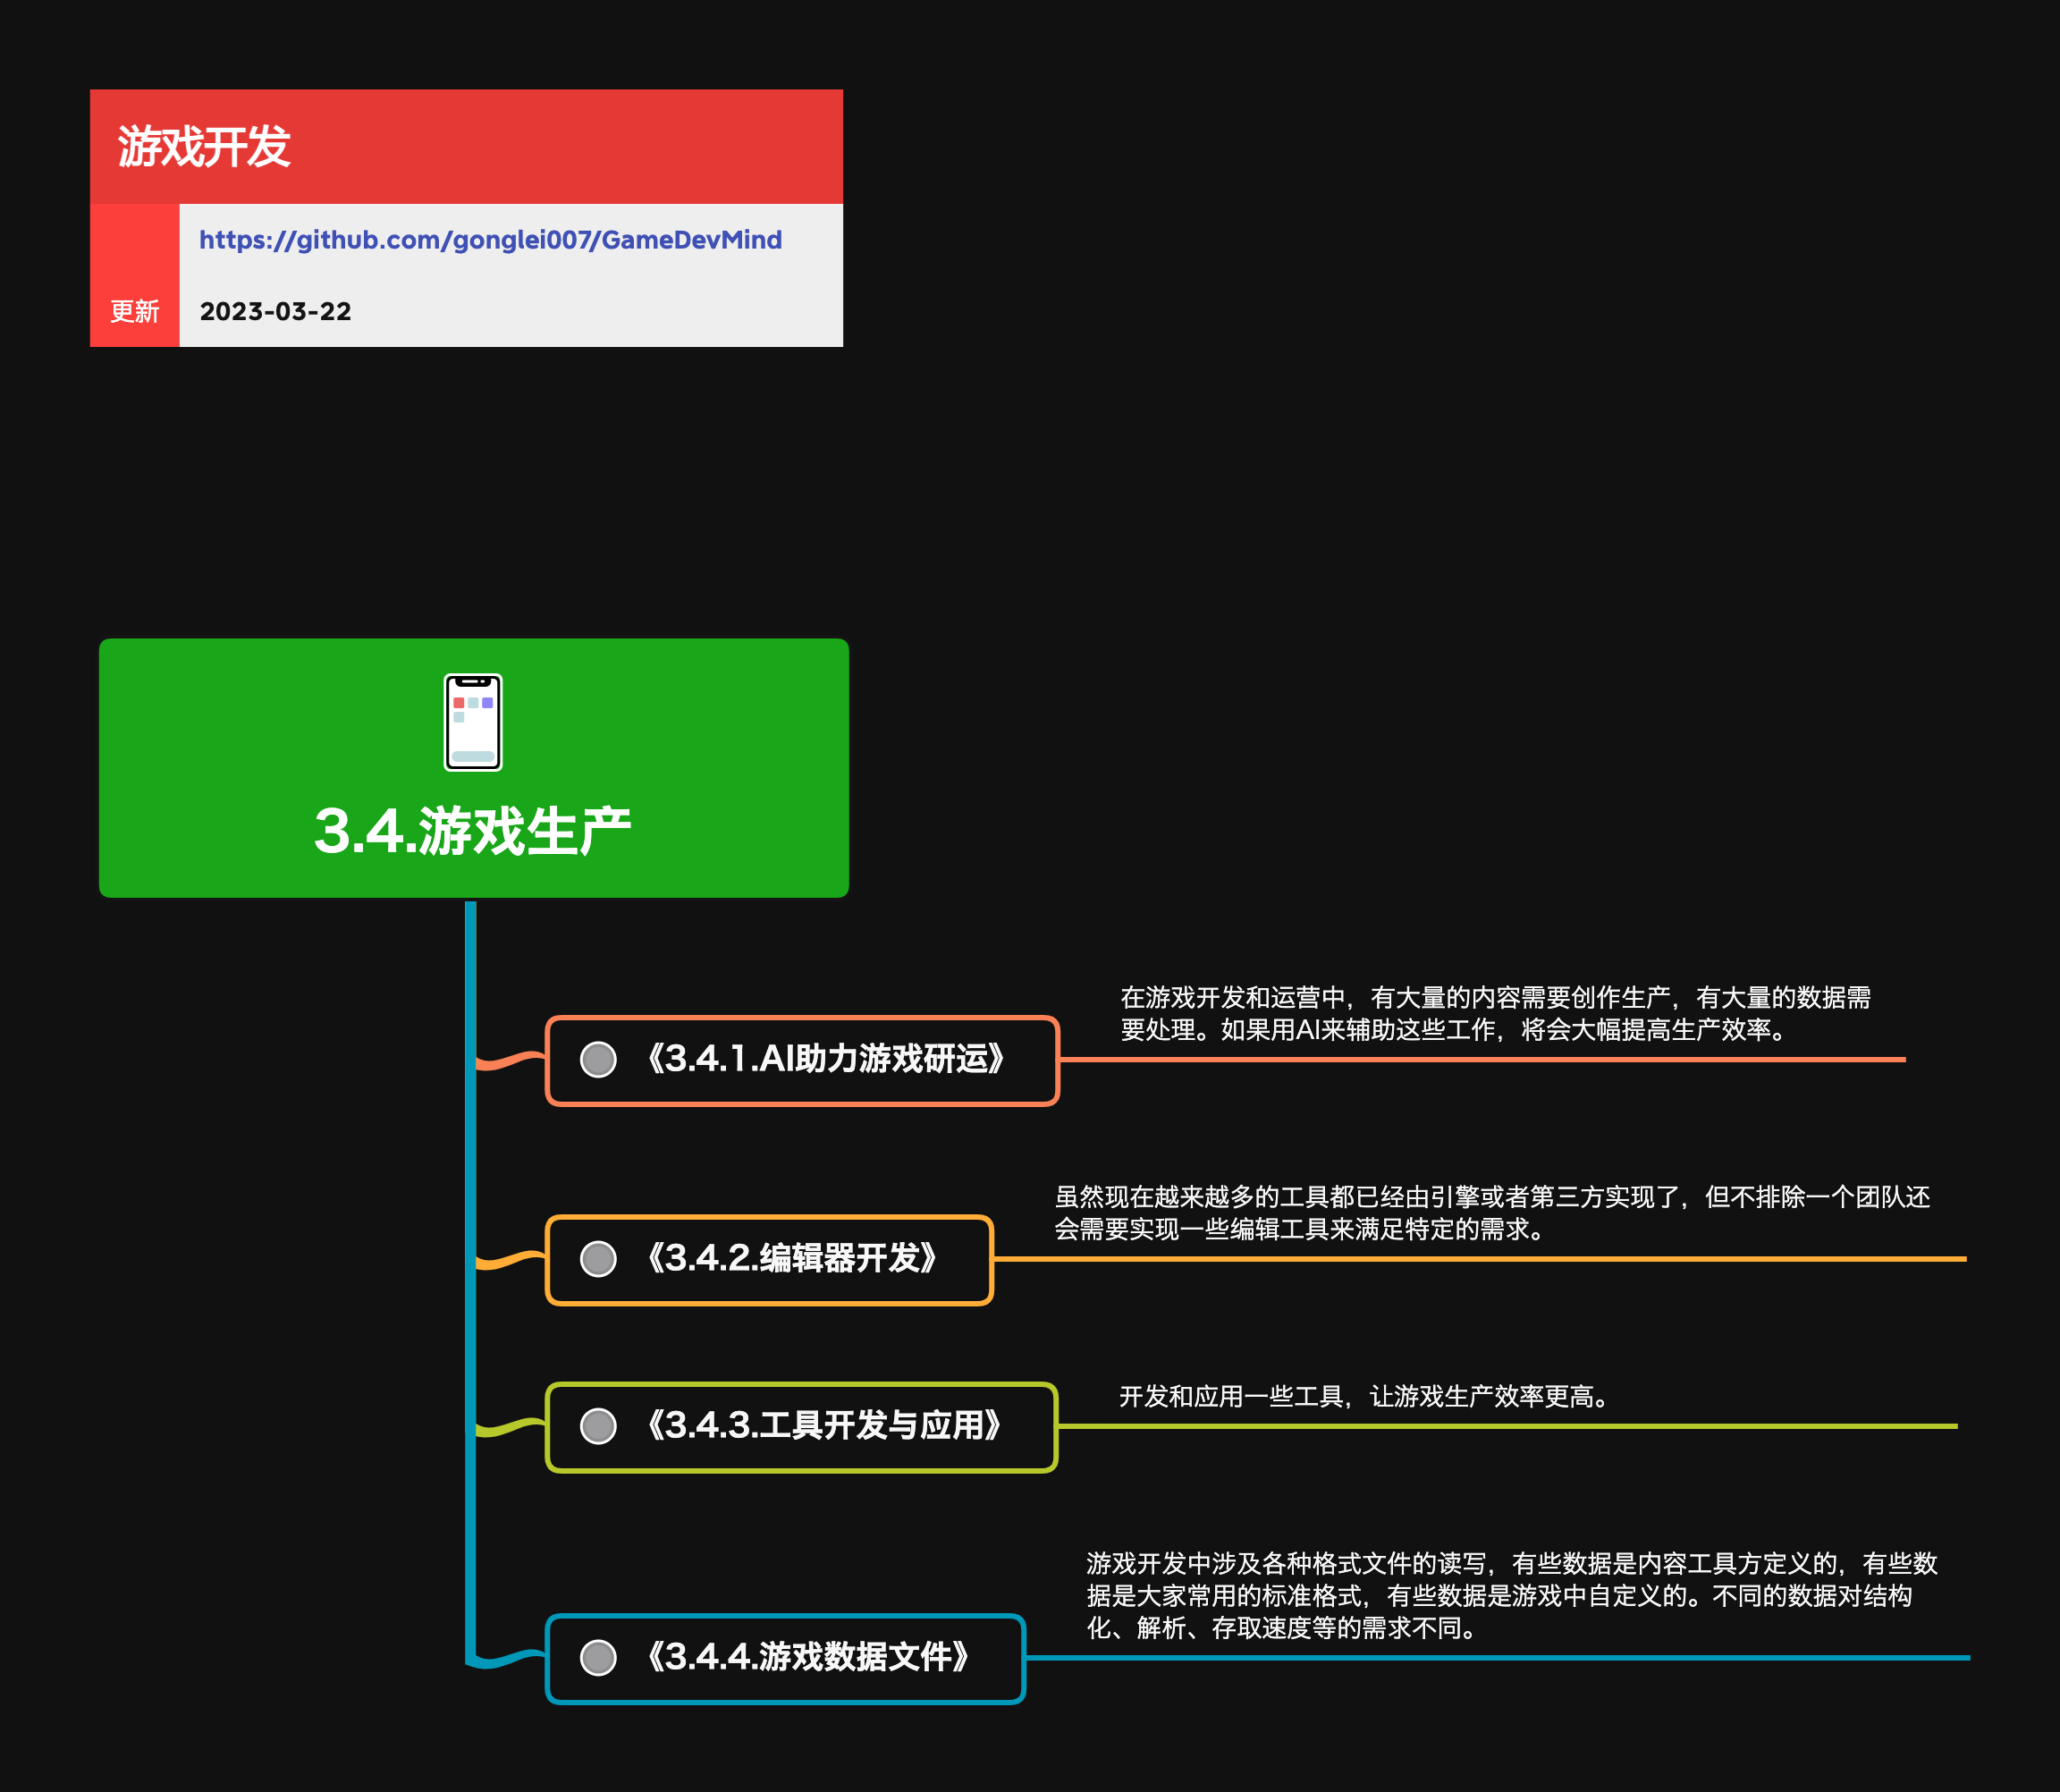 游戏开发
https://github.com/gonglei007/GameDevMind
更新 2023-03-22
3.4.游戏生产
在游戏开发和运营中，有大量的内容需要创作生产，有大量的数据需
要处理。如果用AI来辅助这些工作，将会大幅提高生产效率。
《3.4.1.AI助力游戏研运》
虽然现在越来越多的工具都已经由引擎或者第三方实现了，但不排除一个团队还
会需要实现一些编辑工具来满足特定的需求。
《3.4.2.编辑器开发》
开发和应用一些工具，让游戏生产效率更高。
《3.4.3.工具开发与应用》
游戏开发中涉及各种格式文件的读写，有些数据是内容工具方定义的，有些数
据是大家常用的标准格式，有些数据是游戏中自定义的。不同的数据对结构
化、解析、存取速度等的需求不同。
《3.4.4.游戏数据文件》